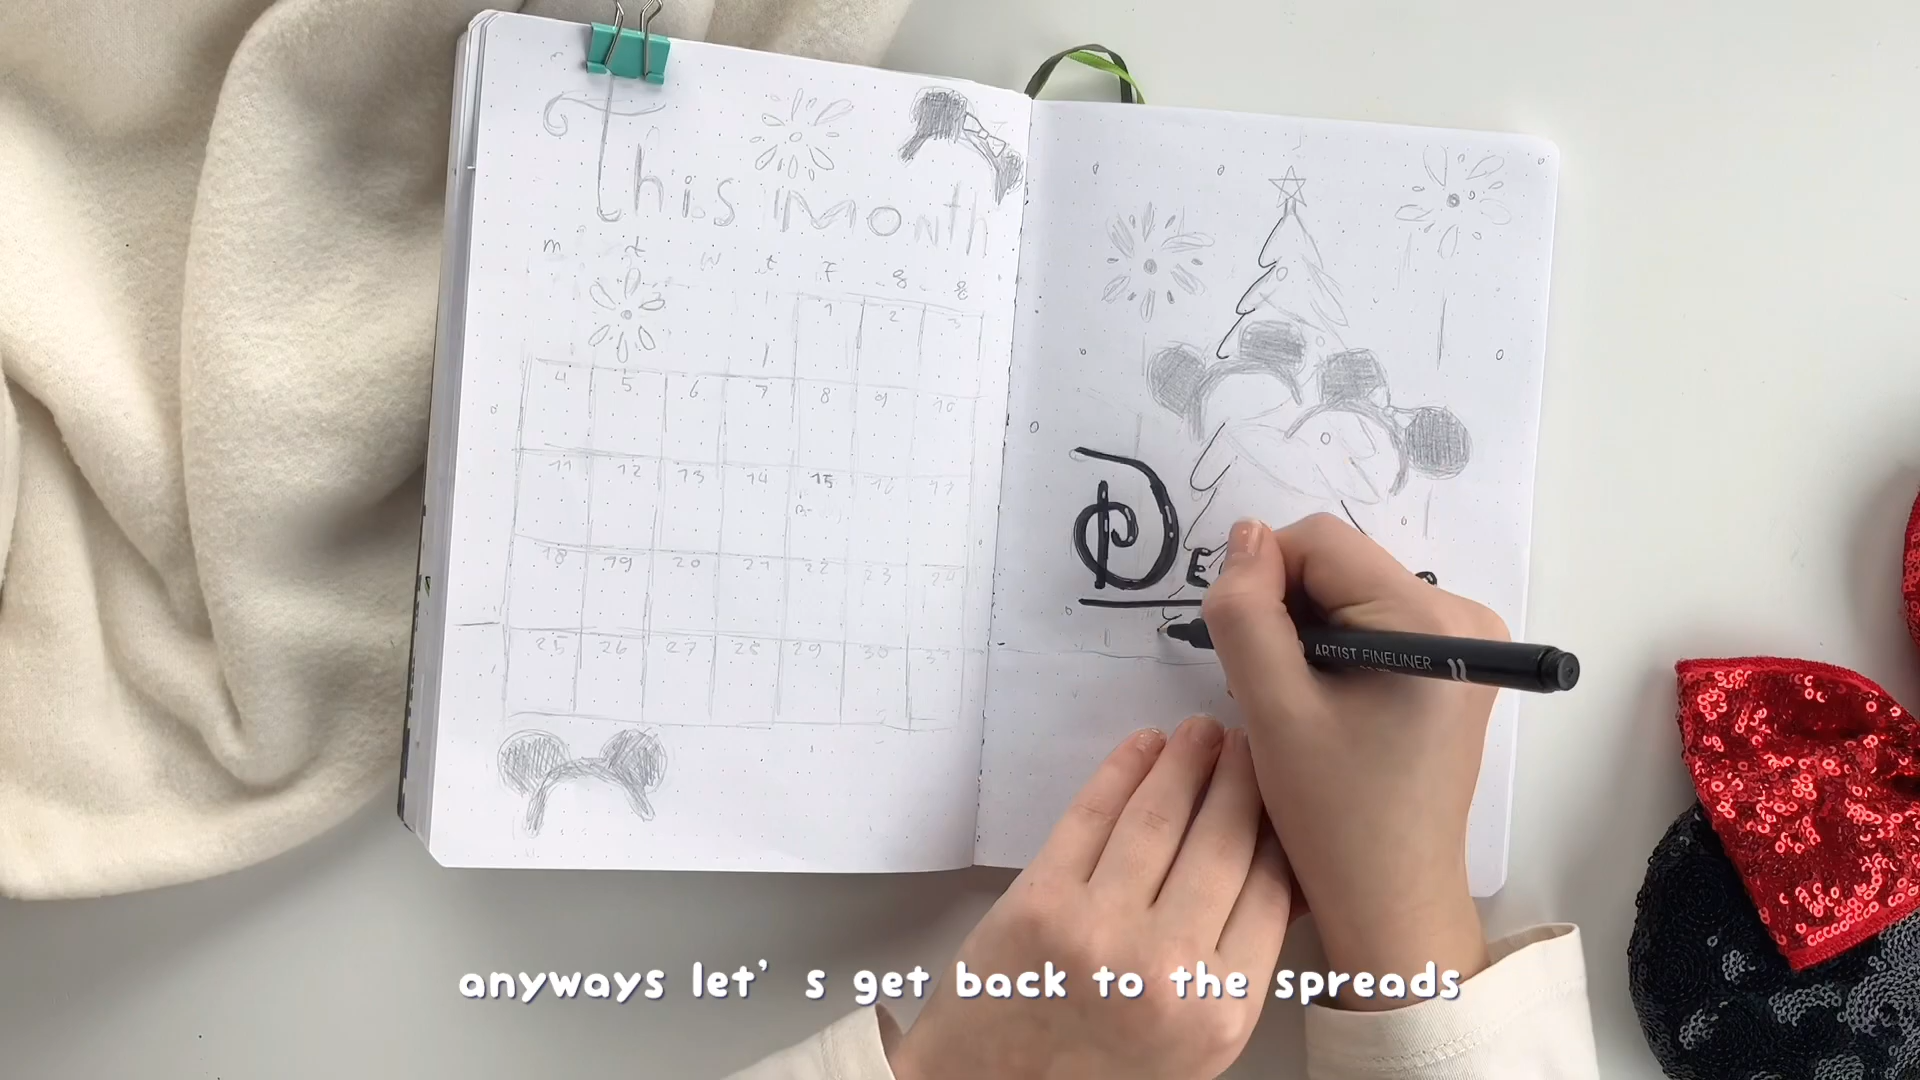 This Month
m t w t F S S
1 2 3
4 5 6 7 8 9 10
11 12 13 14 15 16 17
18 19 20 21 22 23 24
25 26 27 28 29 30 31
DE
ARTIST FINELINER
anyways let's get back to the spreads